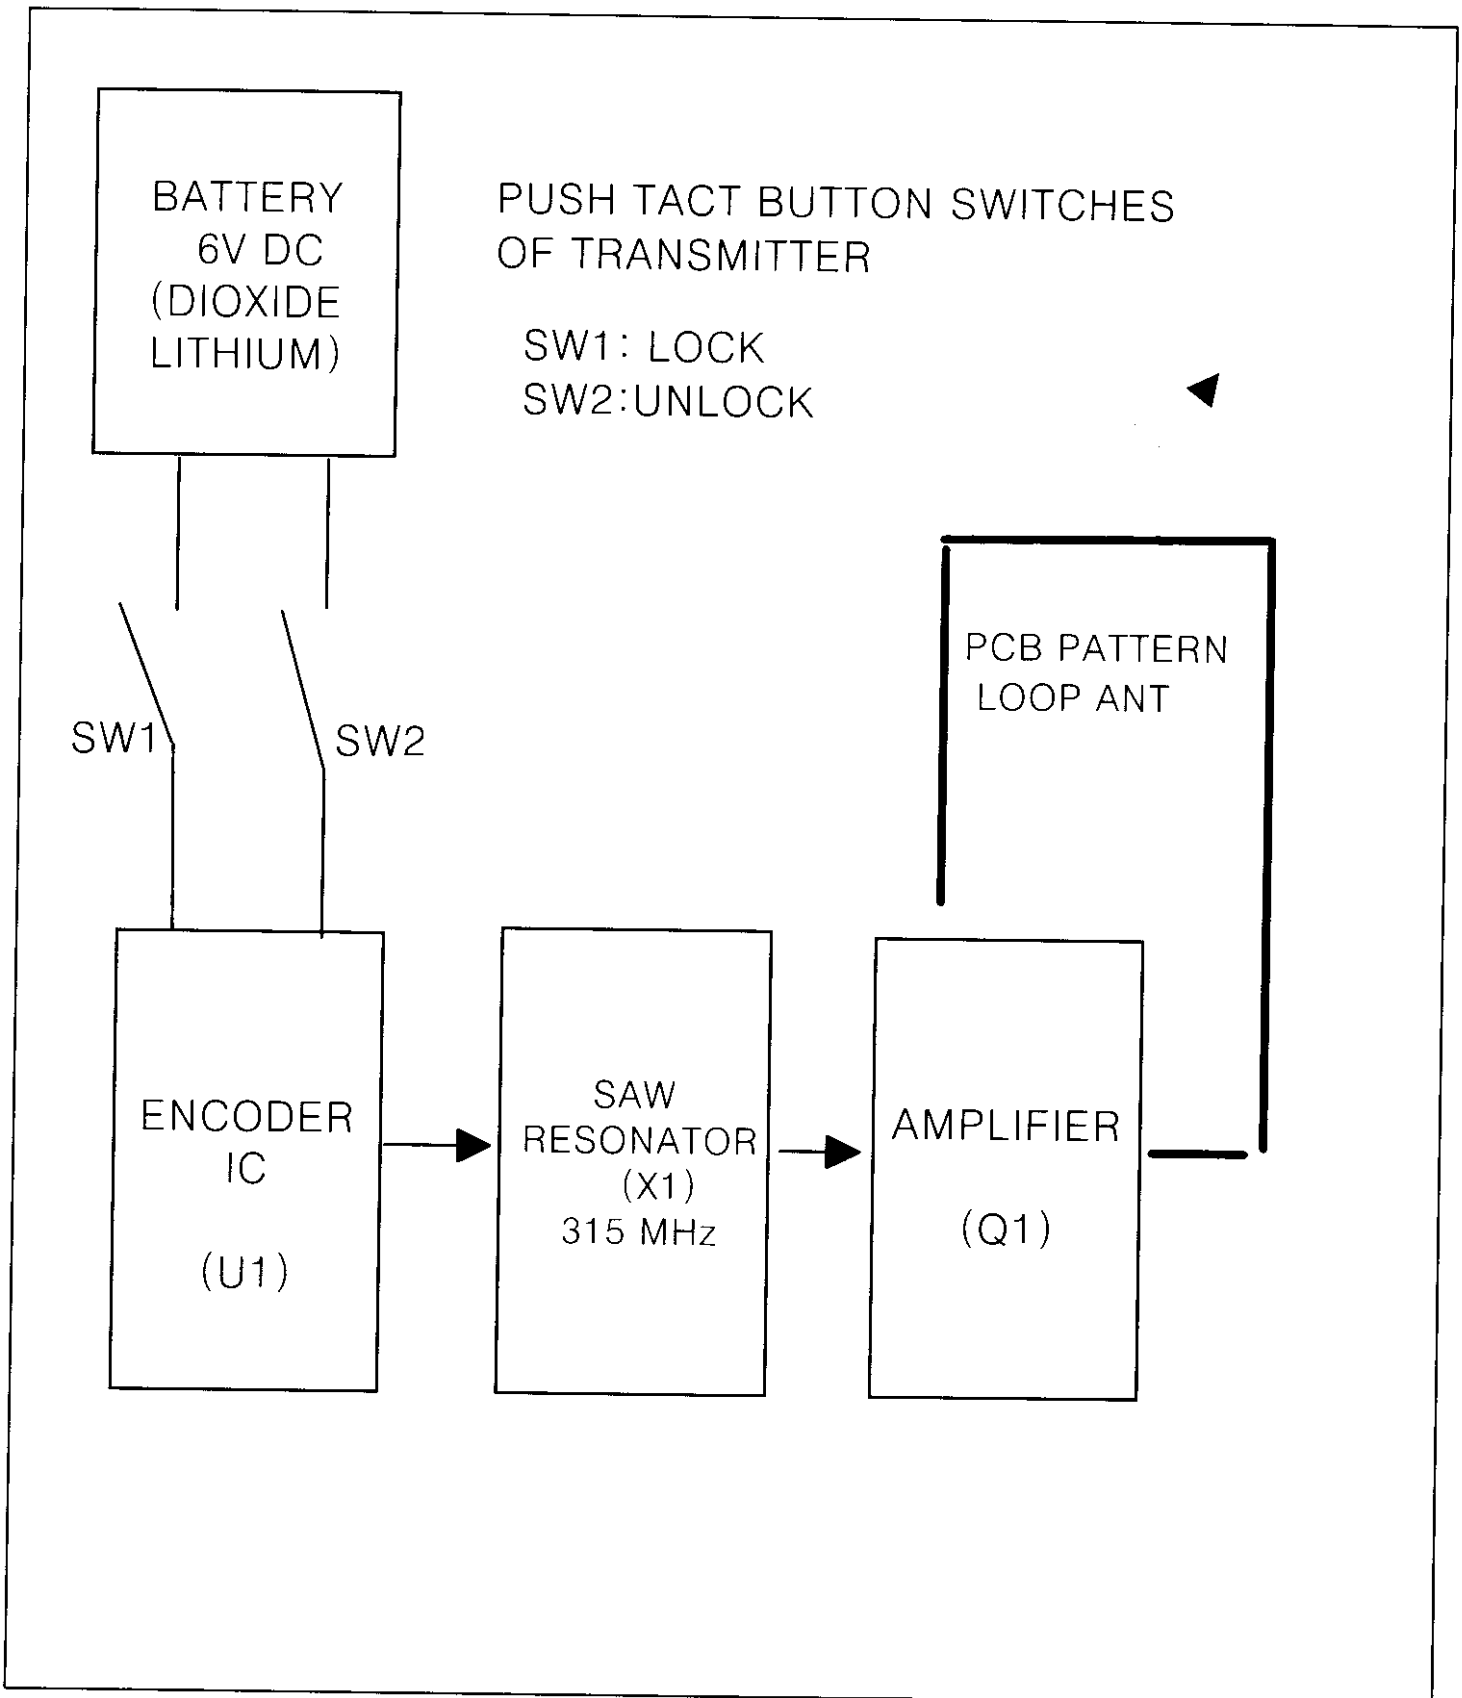 BATTERY
6V DC
(DIOXIDE
LITHIUM)
PUSH TACT BUTTON SWITCHES
OF TRANSMITTER
SW1: LOCK
SW2:UNLOCK
PCB PATTERN
LOOP ANT
SW1
SW2
ENCODER
IC
(U1)
SAW
RESONATOR
(X1)
315 MHz
AMPLIFIER
(Q1)